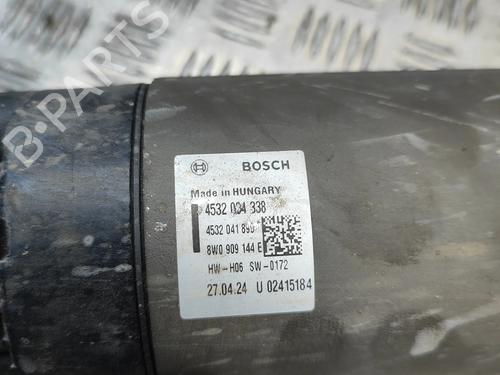 BOSCH
Made in HUNGARY
4532 034 338
4532 041 890
8W0 909 144 E
HW-H06 SW-0172
27.04.24 U 02415184
B-PARTS